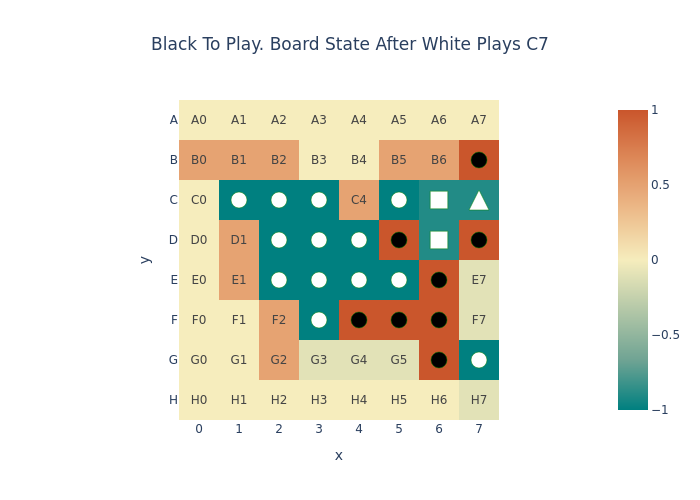 Black To Play. Board State After White Plays C7
A A0 A1 A2 A3 A4 A5 A6 A7 1
B B0 B1 B2 B3 B4 B5 B6
C C0 C4 0.5
D D0 D1
y E E0 E1 E7 0
F F0 F1 F2 F7 −0.5
G G0 G1 G2 G3 G4 G5
H H0 H1 H2 H3 H4 H5 H6 H7 −1
0 1 2 3 4 5 6 7
x